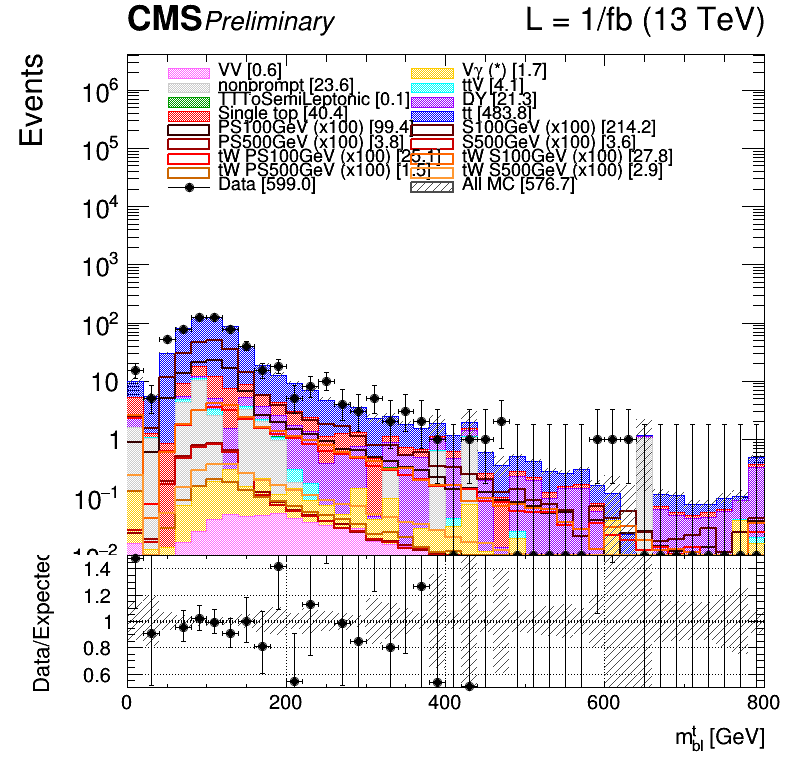 CMS Preliminary L = 1/fb (13 TeV)
Events
VV [0.6] Vγ (*) [1.7]
nonprompt [23.6] ttV [4.1]
TTToSemiLeptonic [0.1] DY [21.3]
Single top [40.4] tt [483.8]
PS100GeV (x100) [99.4] S100GeV (x100) [214.2]
PS500GeV (x100) [3.8] S500GeV (x100) [3.6]
tW PS100GeV (x100) [25.1] tW S100GeV (x100) [27.8]
tW PS500GeV (x100) [1.5] tW S500GeV (x100) [2.9]
Data [599.0] All MC [576.7]
10⁶
10⁵
10⁴
10³
10²
10
1
10⁻¹
10⁻²
Data/Expected
1.4
1.2
1
0.8
0.6
0 200 400 600 800
m^t_bl [GeV]